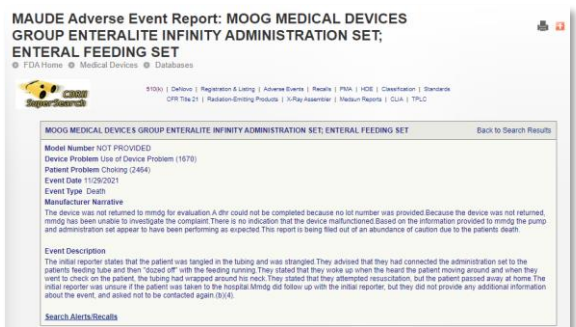 MAUDE Adverse Event Report: MOOG MEDICAL DEVICES
GROUP ENTERALITE INFINITY ADMINISTRATION SET;
ENTERAL FEEDING SET
FDA Home Medical Devices Databases
CDRH
SuperSearch
510(k) | DeNovo | Registration & Listing | Adverse Events | Recalls | PMA | HDE | Classification | Standards
CFR Title 21 | Radiation-Emitting Products | X-Ray Assembler | Medsun Reports | CLIA | TPLC
MOOG MEDICAL DEVICES GROUP ENTERALITE INFINITY ADMINISTRATION SET; ENTERAL FEEDING SET Back to Search Results
Model Number NOT PROVIDED
Device Problem Use of Device Problem (1670)
Patient Problem Choking (2464)
Event Date 11/29/2021
Event Type Death
Manufacturer Narrative
The device was not returned to mmdg for evaluation.A dhr could not be completed because no lot number was provided.Because the device was not returned,
mmdg has been unable to investigate the complaint.There is no indication that the device malfunctioned.Based on the information provided to mmdg the pump
and administration set appear to have been performing as expected.This report is being filed out of an abundance of caution due to the patients death.
Event Description
The initial reporter states that the patient was tangled in the tubing and was strangled.They advised that they had connected the administration set to the
patients feeding tube and then "dozed off" with the feeding running.They stated that they woke up when the heard the patient moving around and when they
went to check on the patient, the tubing had wrapped around his neck.They stated that they attempted resuscitation, but the patient passed away at home.The
initial reporter was unsure if the patient was taken to the hospital.Mmdg did follow up with the initial reporter, but they did not provide any additional information
about the event, and asked not to be contacted again.(b)(4).
Search Alerts/Recalls